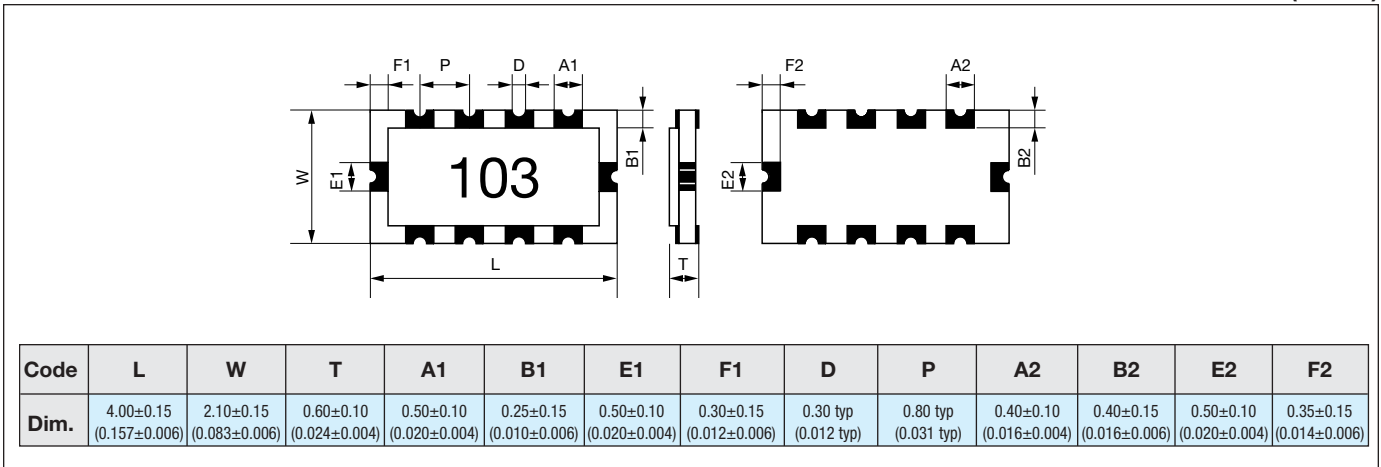 F1 P D A1 F2 A2
W E1 103 B1 E2 B2
L T
Code L W T A1 B1 E1 F1 D P A2 B2 E2 F2
Dim. 4.00±0.15 2.10±0.15 0.60±0.10 0.50±0.10 0.25±0.15 0.50±0.10 0.30±0.15 0.30 typ 0.80 typ 0.40±0.10 0.40±0.15 0.50±0.10 0.35±0.15
(0.157±0.006) (0.083±0.006) (0.024±0.004) (0.020±0.004) (0.010±0.006) (0.020±0.004) (0.012±0.006) (0.012 typ) (0.031 typ) (0.016±0.004) (0.016±0.006) (0.020±0.004) (0.014±0.006)